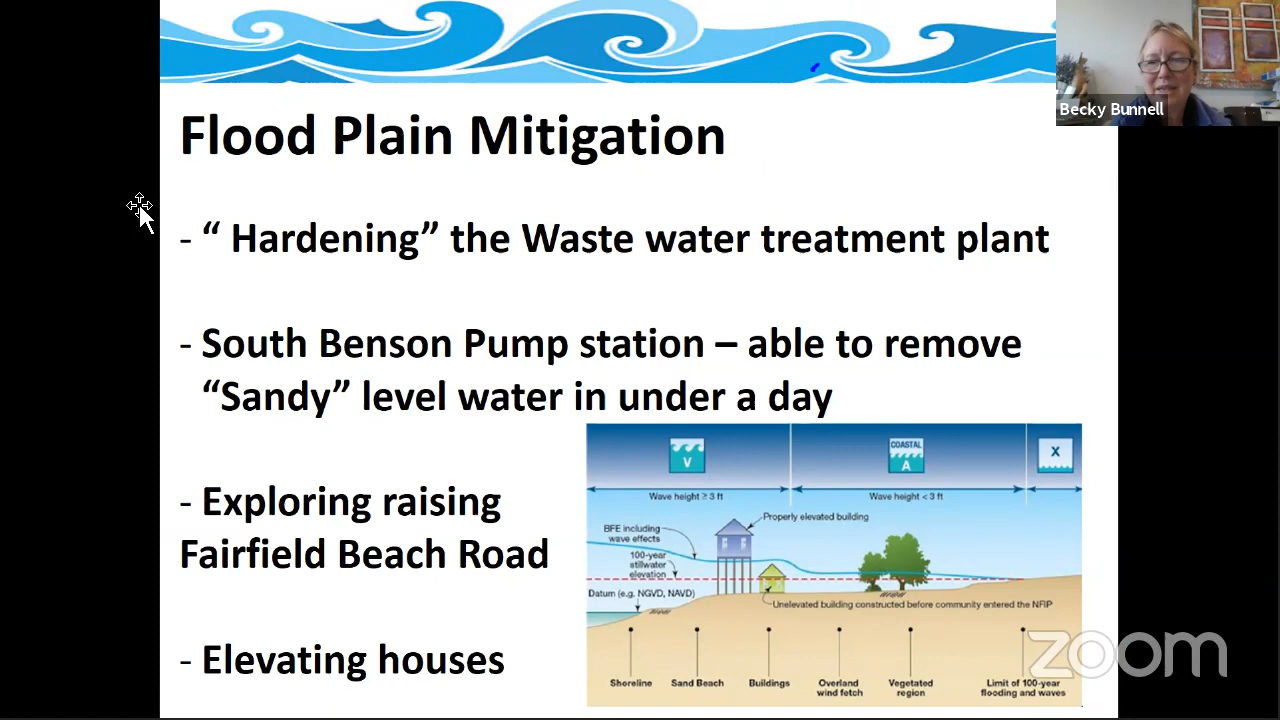 Becky Bunnell
Flood Plain Mitigation
- “ Hardening” the Waste water treatment plant
- South Benson Pump station – able to remove
“Sandy” level water in under a day
- Exploring raising
Fairfield Beach Road
- Elevating houses
V
COASTAL
A
X
Wave height ≥ 3 ft
Wave height < 3 ft
Properly elevated building
BFE including
wave effects
100-year
stillwater
elevation
Datum (e.g. NGVD, NAVD)
Unelevated building constructed before community entered the NFIP
Shoreline
Sand Beach
Buildings
Overland
wind fetch
Vegetated
region
Limit of 100-year
flooding and waves
zoom